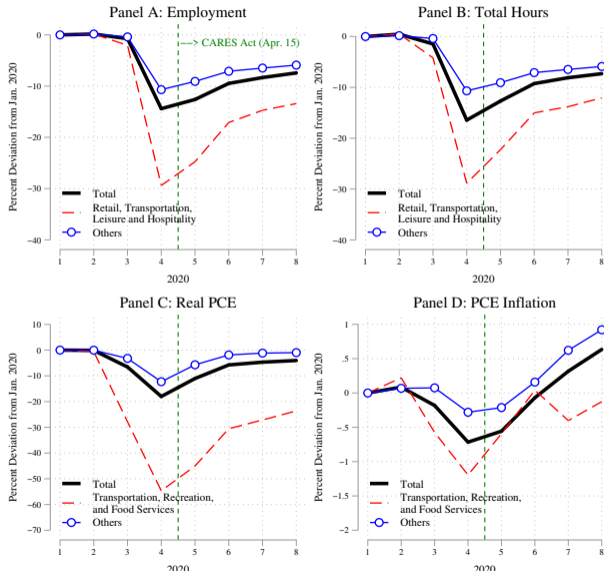 Panel A: Employment
Percent Deviation from Jan. 2020
0
−10
−20
−30
−40
---> CARES Act (Apr. 15)
Total
Retail, Transportation,
Leisure and Hospitality
Others
1 2 3 4 5 6 7 8
2020
Panel B: Total Hours
Percent Deviation from Jan. 2020
0
−10
−20
−30
−40
Total
Retail, Transportation,
Leisure and Hospitality
Others
1 2 3 4 5 6 7 8
2020
Panel C: Real PCE
Percent Deviation from Jan. 2020
10
0
−10
−20
−30
−40
−50
−60
−70
Total
Transportation, Recreation,
and Food Services
Others
1 2 3 4 5 6 7 8
2020
Panel D: PCE Inflation
Percent Deviation from Jan. 2020
1
.5
0
−.5
−1
−1.5
−2
Total
Transportation, Recreation,
and Food Services
Others
1 2 3 4 5 6 7 8
2020